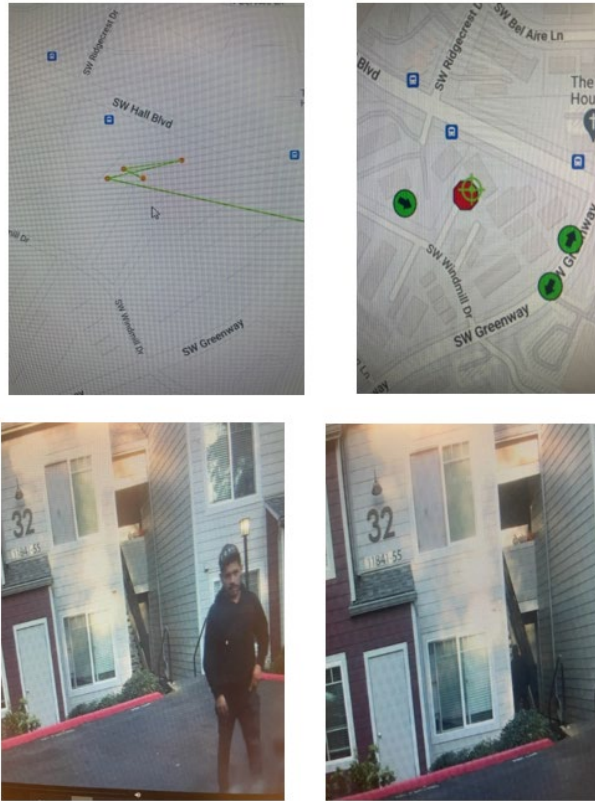 SW Ridgecrest Dr
SW Hall Blvd
SW Windmill Dr
SW Greenway
SW Bel Aire Ln
SW Ridgecrest D
Blvd
The
Hou
SW Windmill Dr
SW Greenway
way
32
32